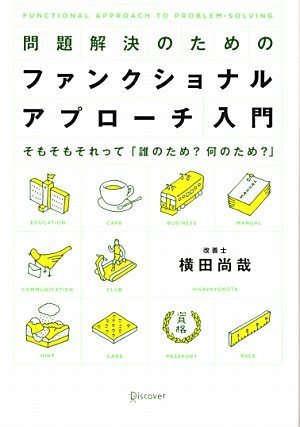 FUNCTIONAL APPROACH TO PROBLEM-SOLVING
問題解決のための
ファンクショナル
アプローチ入門
そもそもそれって「誰のため？何のため？」
EDUCATION
CAFE
BUSINESS
MANUAL
改善士
横田尚哉
COMMUNICATION
CLUB
HISAYAYOKOTA
資格
HINT
CAKE
PASSPORT
RULE
Discover